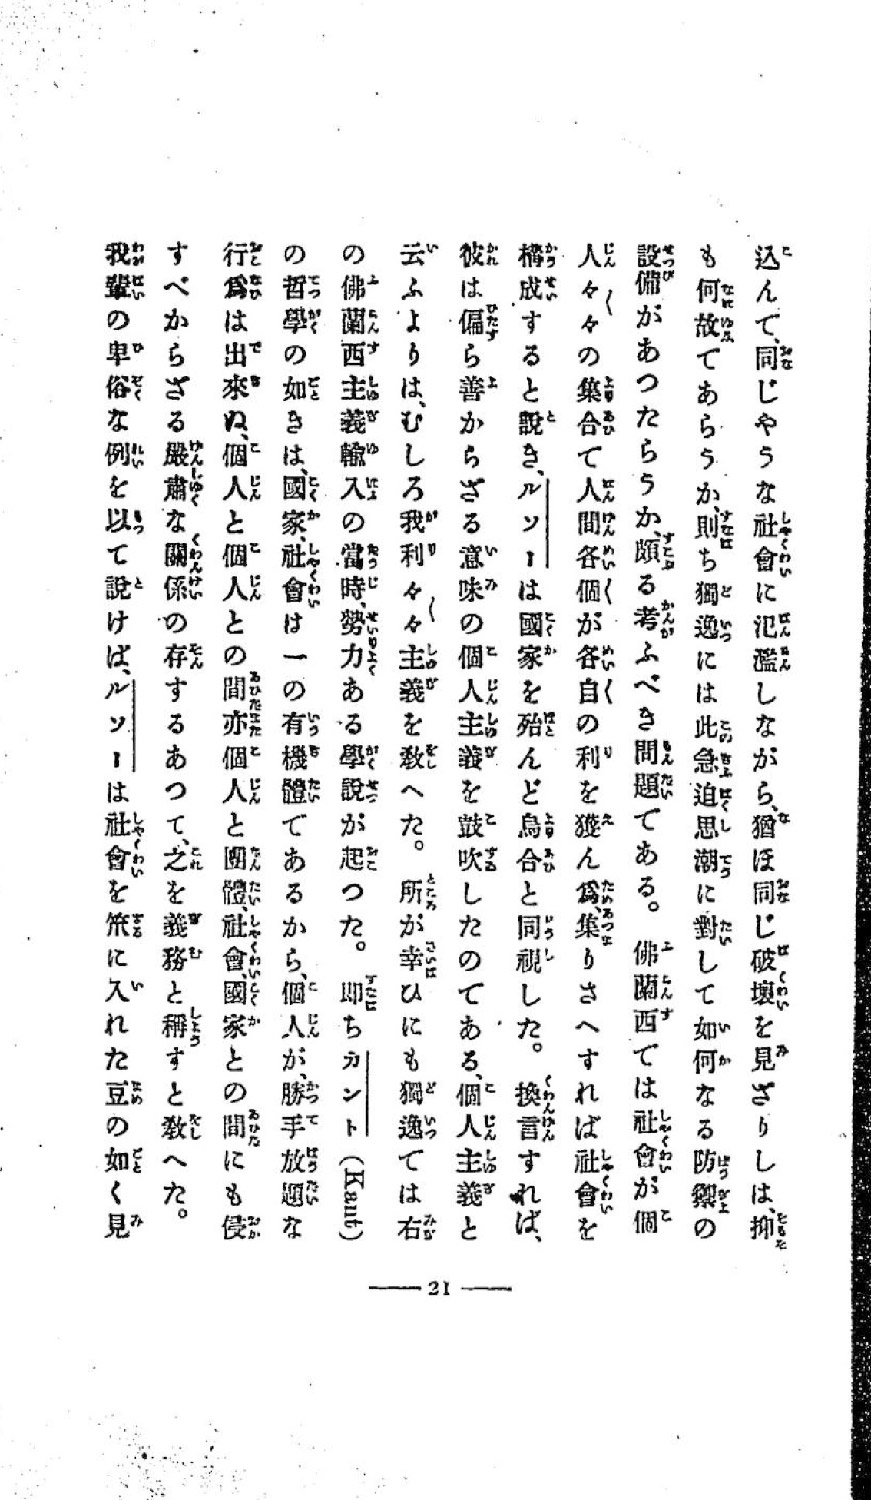 込んで、同じやうな社會に氾濫しながら、猶ほ同じ破壞を見ざりしは、抑
も何故であらうか、則ち獨逸には此急迫思潮に對して如何なる防禦の
設備があつたらうか、頗る考ふべき問題である。佛蘭西では社會が個
人々々の集合で人間各個が各自の利を獲ん爲、集りさへすれば社會を
構成すると說き、ルソーは國家を殆んど烏合と同視した。換言すれば、
彼は偏ら善からざる意味の個人主義を鼓吹したのである、個人主義と
云ふよりは、むしろ我利々々主義を敎へた。所が幸ひにも獨逸では右
の佛蘭西主義輸入の當時、勢力ある學說が起つた。卽ちカント(Kant)
の哲學の如きは、國家、社會は一の有機體であるから、個人が、勝手放題な
行爲は出來ぬ、個人と個人との間亦個人と團體、社會、國家との間にも侵
すべからざる嚴肅な關係の存するあつて、之を義務と稱すと敎へた。
我輩の卑俗な例を以て說けば、ルソーは社會を笊に入れた豆の如く見
21